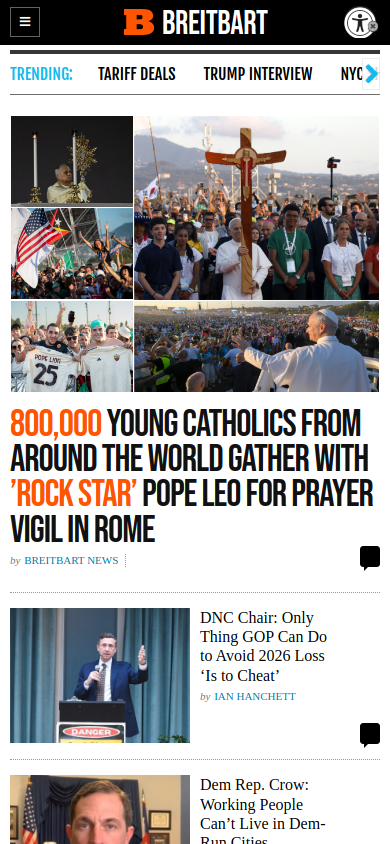 BREITBART
TRENDING:
TARIFF DEALS
TRUMP INTERVIEW
NYC
POPE LION
25
800,000 YOUNG CATHOLICS FROM
AROUND THE WORLD GATHER WITH
’ROCK STAR’ POPE LEO FOR PRAYER
VIGIL IN ROME
by BREITBART NEWS
DNC Chair: Only
Thing GOP Can Do
to Avoid 2026 Loss
‘Is to Cheat’
by IAN HANCHETT
DANGER
Dem Rep. Crow:
Working People
Can’t Live in Dem-
Run Cities